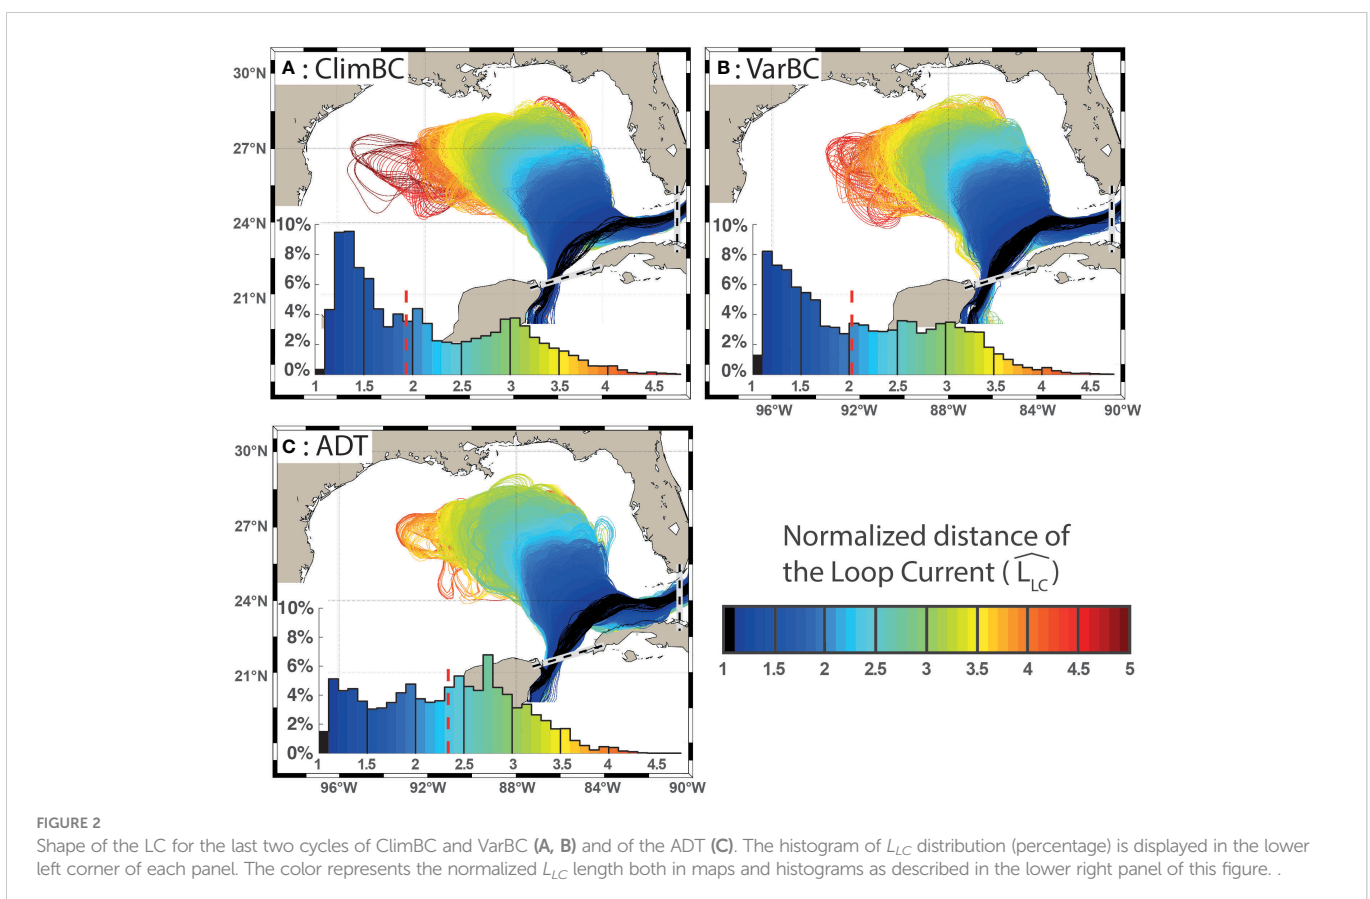 A : ClimBC
B : VarBC
30°N
27°N
24°N
21°N
10%
8%
6%
4%
2%
0%
1 1.5 2 2.5 3 3.5 4 4.5
10%
8%
6%
4%
2%
0%
1 1.5 2 2.5 3 3.5 4 4.5
96°W 92°W 88°W 84°W 90°W
C : ADT
30°N
27°N
24°N
21°N
10%
8%
6%
4%
2%
0%
1 1.5 2 2.5 3 3.5 4 4.5
96°W 92°W 88°W 84°W 90°W
Normalized distance of
the Loop Current ( L̂LC)
1 1.5 2 2.5 3 3.5 4 4.5 5
FIGURE 2
Shape of the LC for the last two cycles of ClimBC and VarBC (A, B) and of the ADT (C). The histogram of LLC distribution (percentage) is displayed in the lower
left corner of each panel. The color represents the normalized LLC length both in maps and histograms as described in the lower right panel of this figure. .